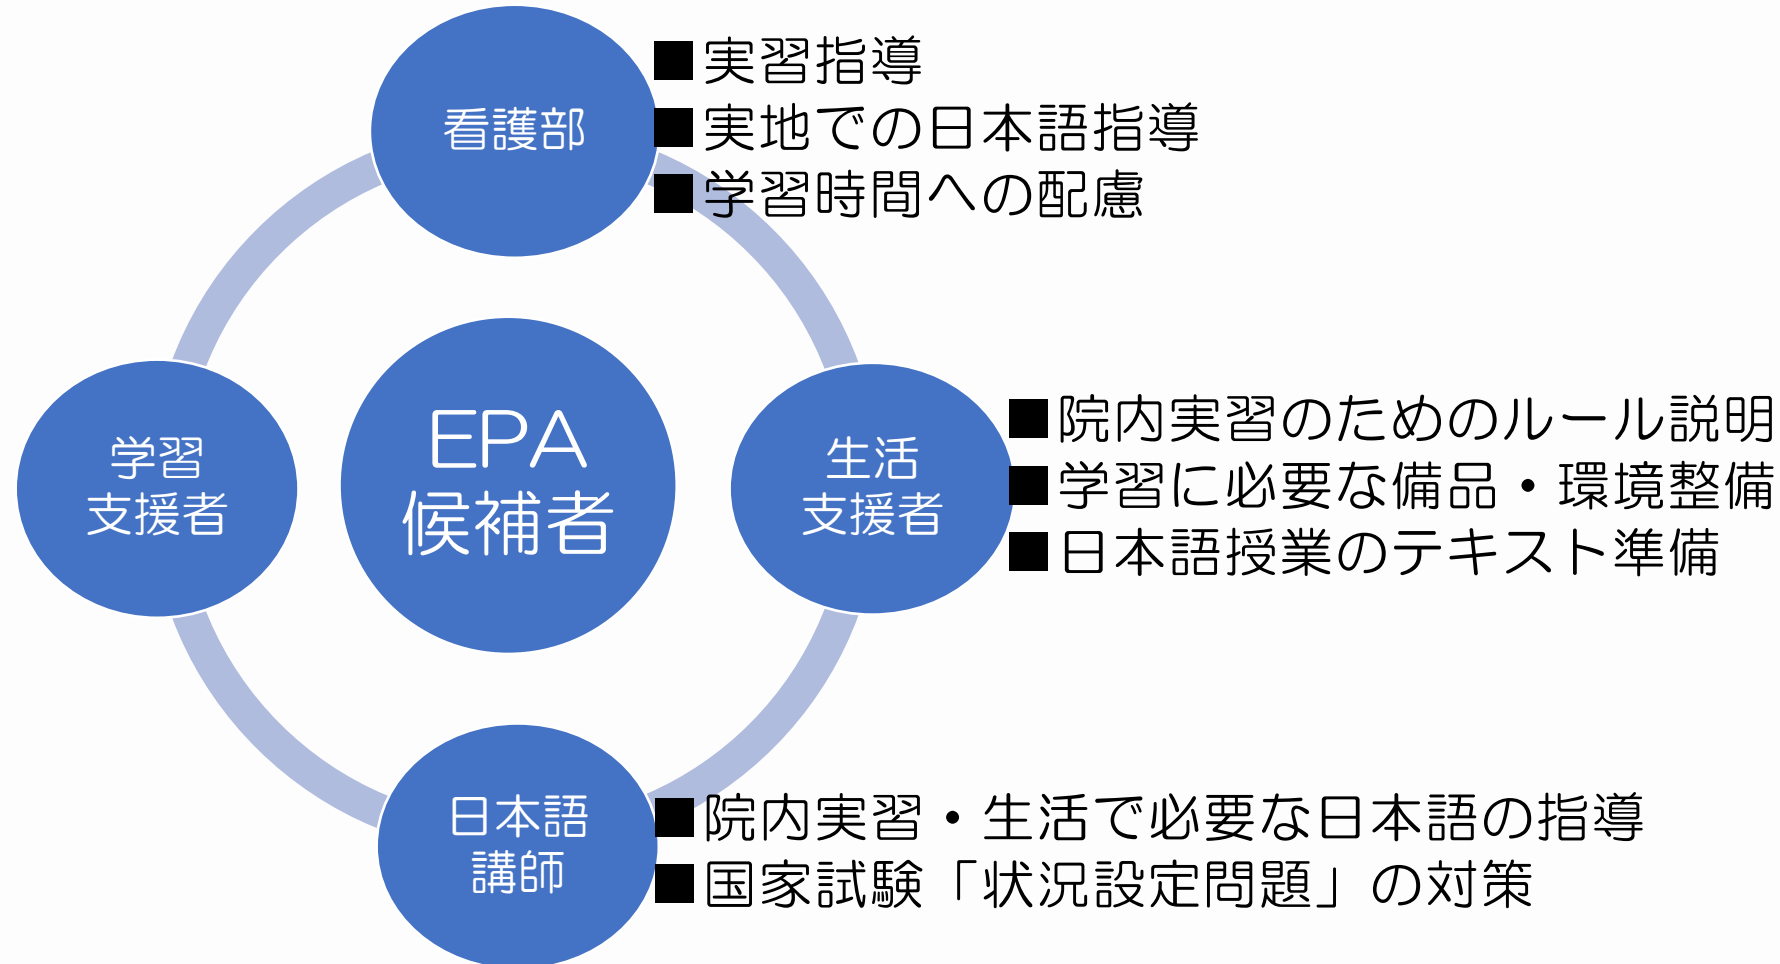 看護部
■実習指導
■実地での日本語指導
■学習時間への配慮
学習
支援者
EPA
候補者
生活
支援者
■院内実習のためのルール説明
■学習に必要な備品・環境整備
■日本語授業のテキスト準備
日本語
講師
■院内実習・生活で必要な日本語の指導
■国家試験「状況設定問題」の対策